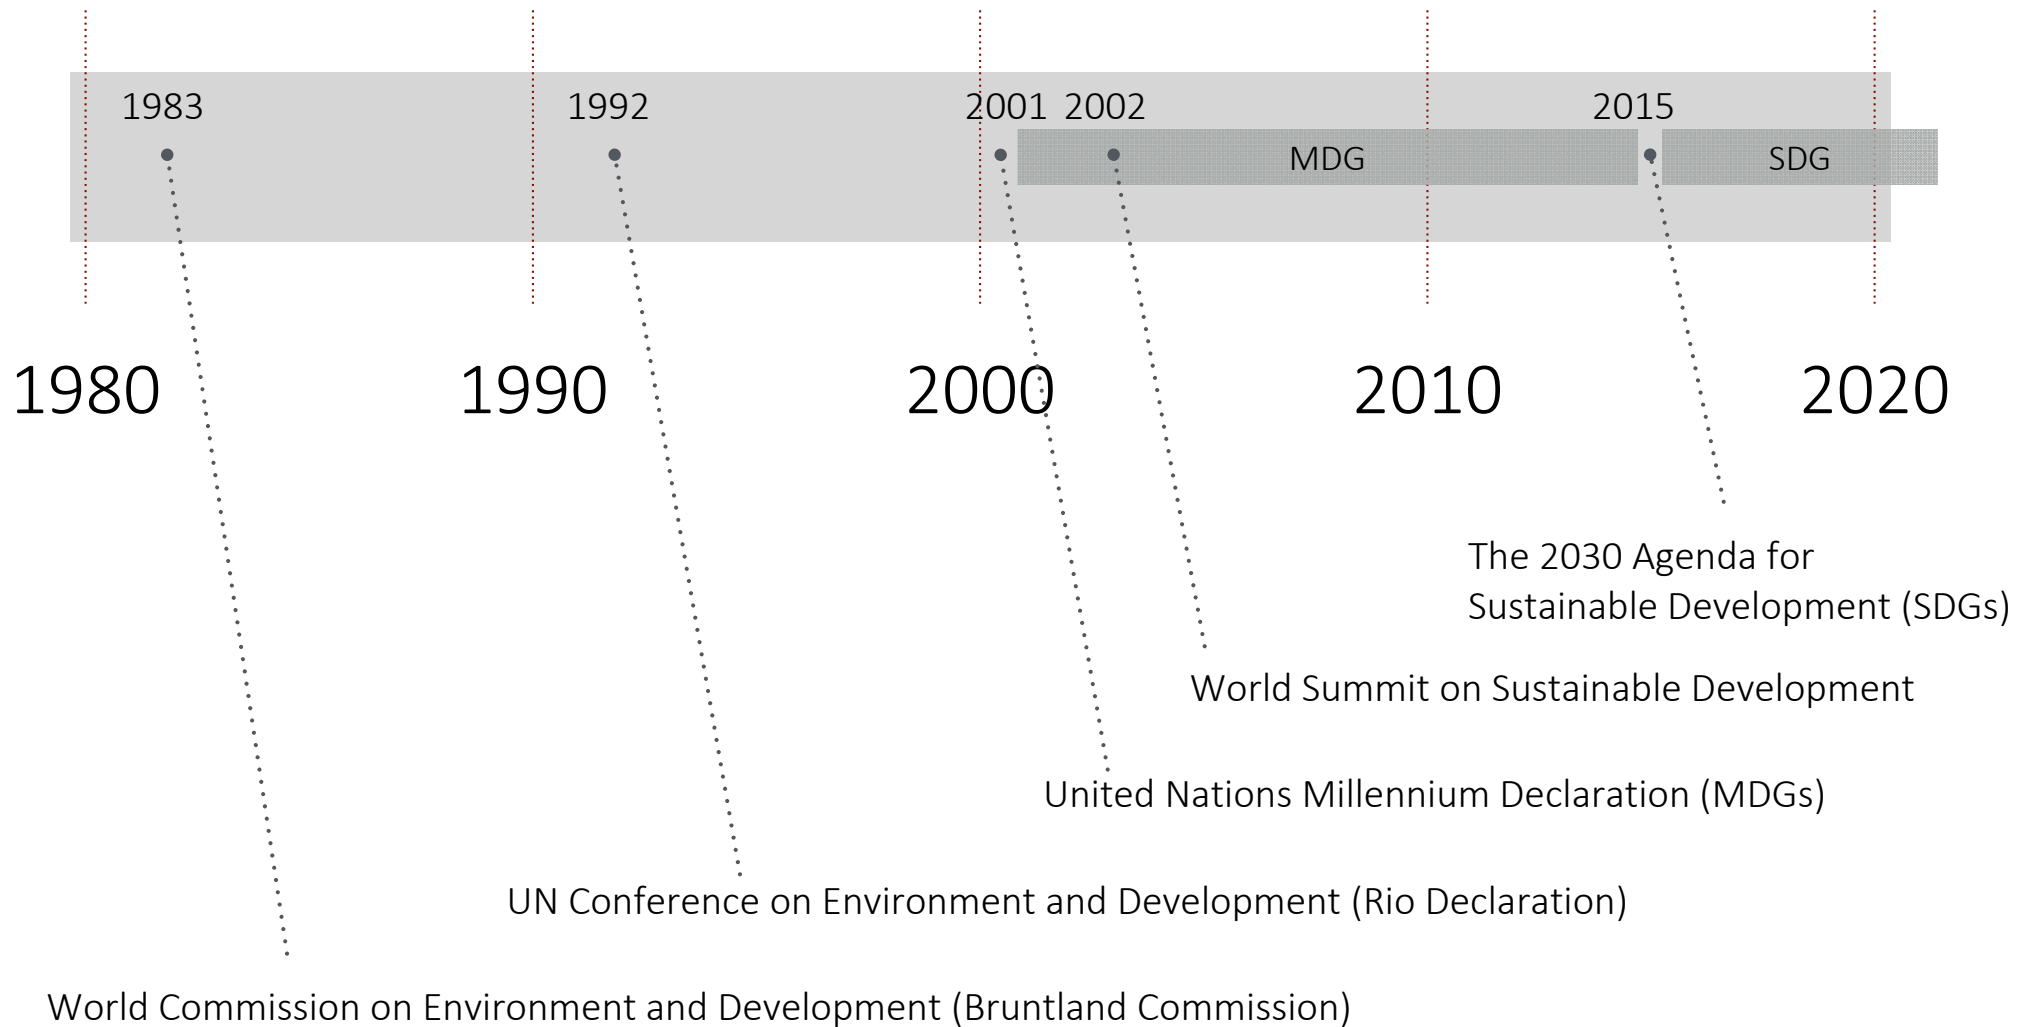 1983
1992
2001
2002
2015
MDG
SDG
1980
1990
2000
2010
2020
The 2030 Agenda for
Sustainable Development (SDGs)
World Summit on Sustainable Development
United Nations Millennium Declaration (MDGs)
UN Conference on Environment and Development (Rio Declaration)
World Commission on Environment and Development (Bruntland Commission)